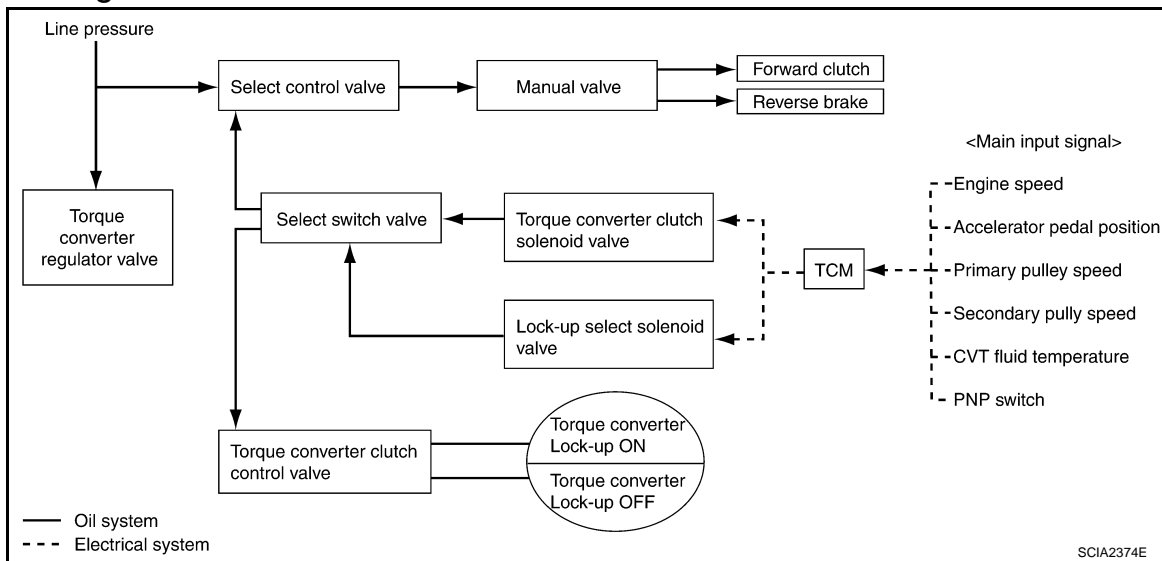 Line pressure
Select control valve
Manual valve
Forward clutch
Reverse brake
<Main input signal>
Torque
converter
regulator valve
Select switch valve
Torque converter clutch
solenoid valve
Lock-up select solenoid
valve
TCM
Engine speed
Accelerator pedal position
Primary pulley speed
Secondary pully speed
CVT fluid temperature
PNP switch
Torque converter clutch
control valve
Torque converter
Lock-up ON
Torque converter
Lock-up OFF
Oil system
Electrical system
SCIA2374E